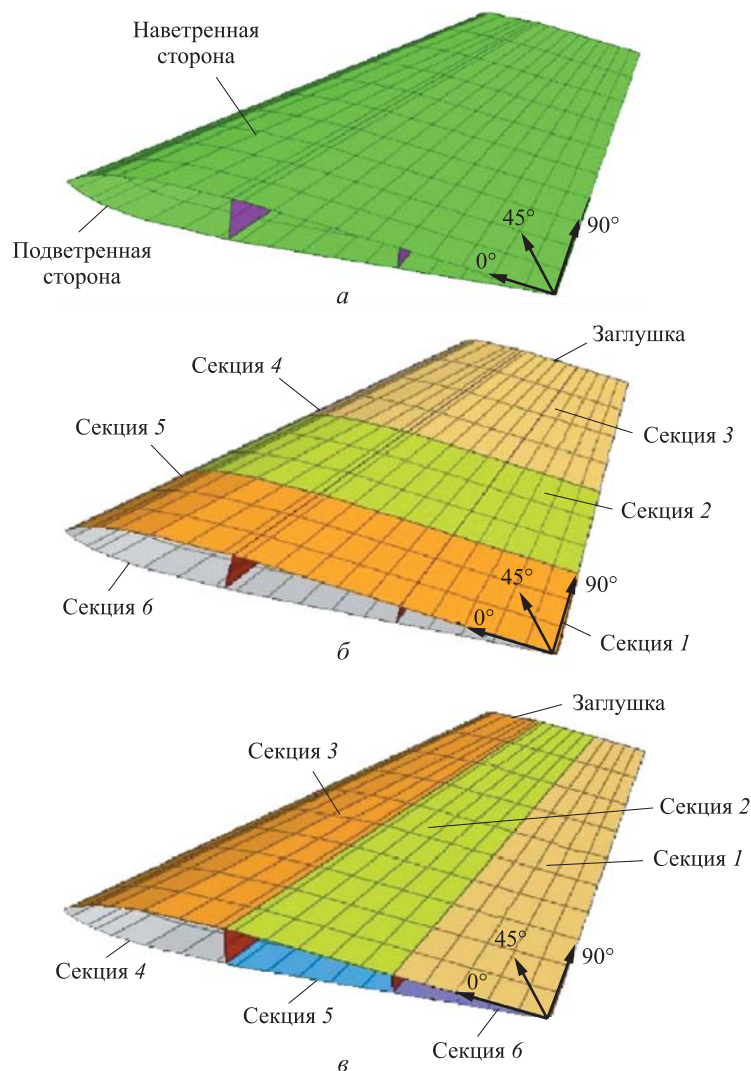 Наветренная
сторона
Подветренная
сторона
45°
90°
0°
а
Заглушка
Секция 4
Секция 5
Секция 3
Секция 2
45°
90°
Секция 6
0°
Секция 1
б
Заглушка
Секция 3
Секция 2
Секция 1
45°
90°
Секция 4
0°
Секция 5
Секция 6
в